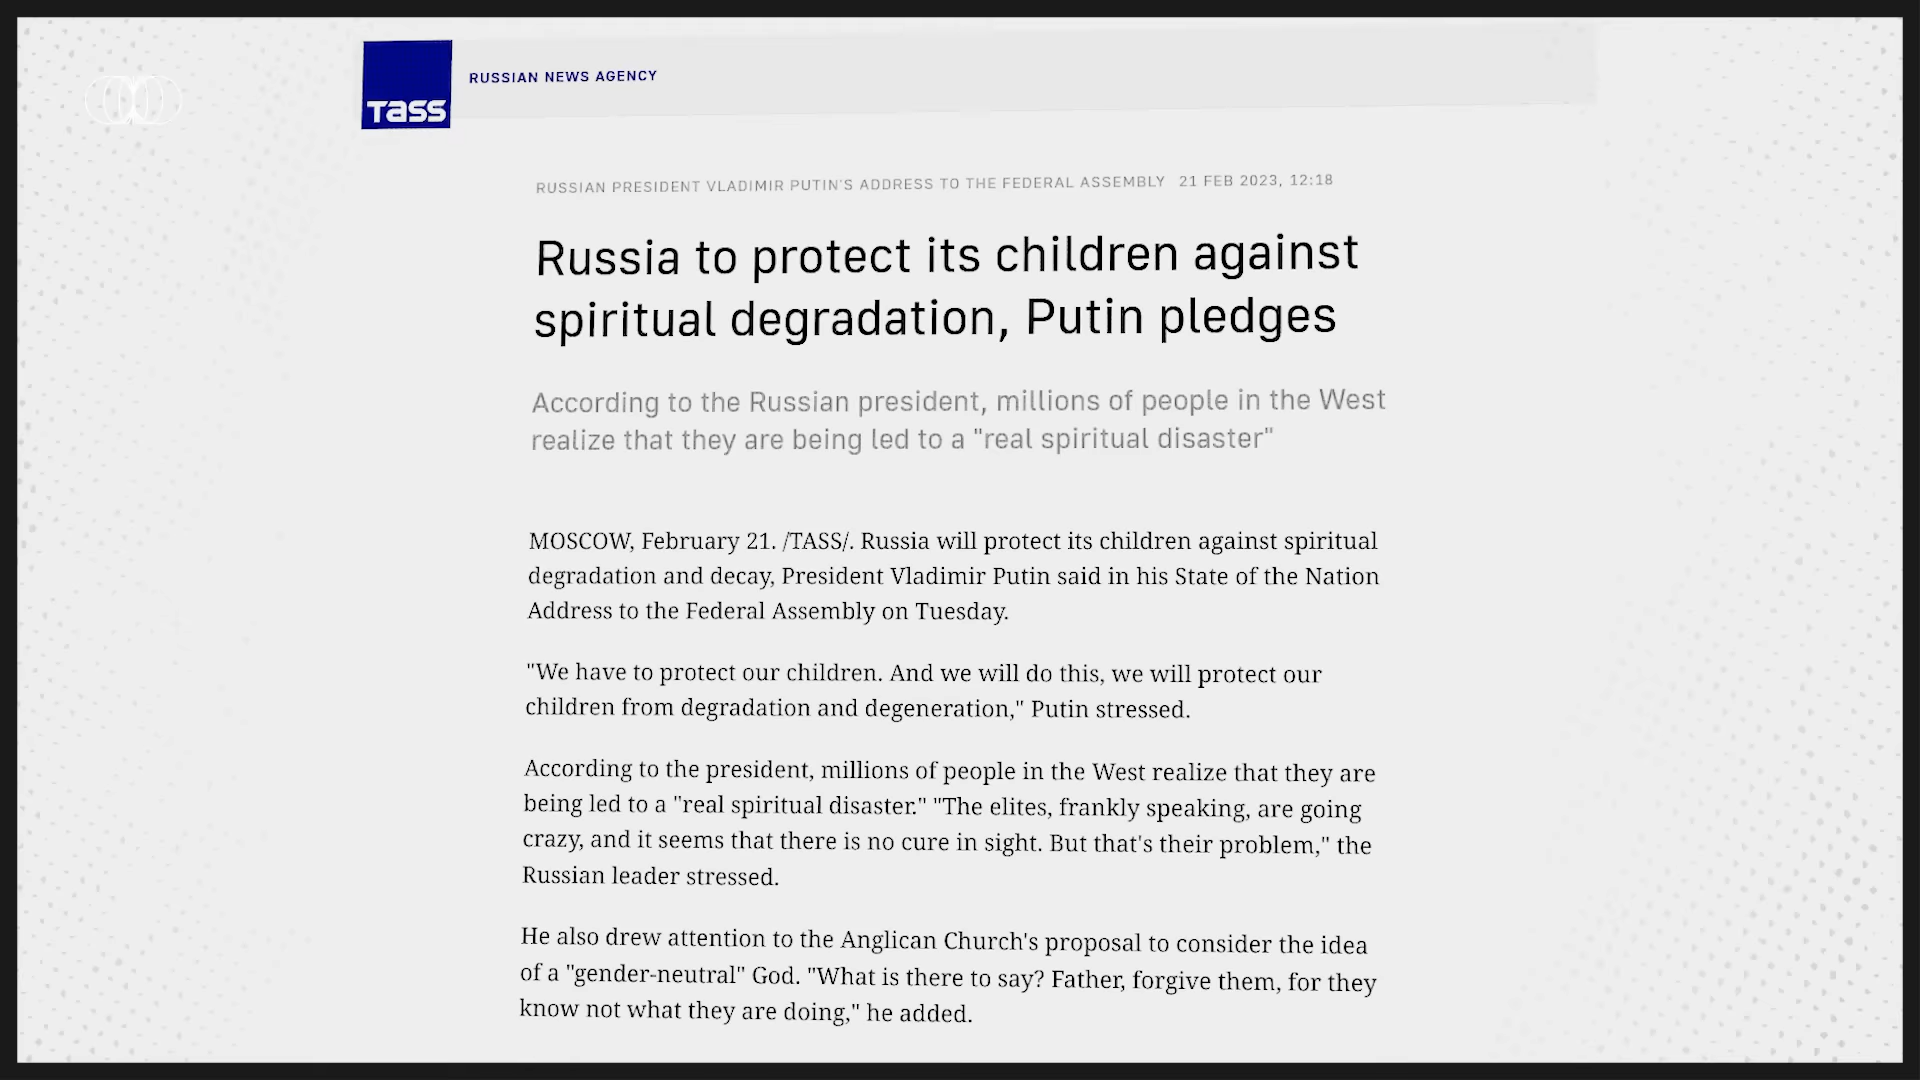 TASS
RUSSIAN NEWS AGENCY
RUSSIAN PRESIDENT VLADIMIR PUTIN'S ADDRESS TO THE FEDERAL ASSEMBLY 21 FEB 2023, 12:18
Russia to protect its children against
spiritual degradation, Putin pledges
According to the Russian president, millions of people in the West
realize that they are being led to a "real spiritual disaster"
MOSCOW, February 21. /TASS/. Russia will protect its children against spiritual
degradation and decay, President Vladimir Putin said in his State of the Nation
Address to the Federal Assembly on Tuesday.
"We have to protect our children. And we will do this, we will protect our
children from degradation and degeneration," Putin stressed.
According to the president, millions of people in the West realize that they are
being led to a "real spiritual disaster." "The elites, frankly speaking, are going
crazy, and it seems that there is no cure in sight. But that's their problem," the
Russian leader stressed.
He also drew attention to the Anglican Church's proposal to consider the idea
of a "gender-neutral" God. "What is there to say? Father, forgive them, for they
know not what they are doing," he added.